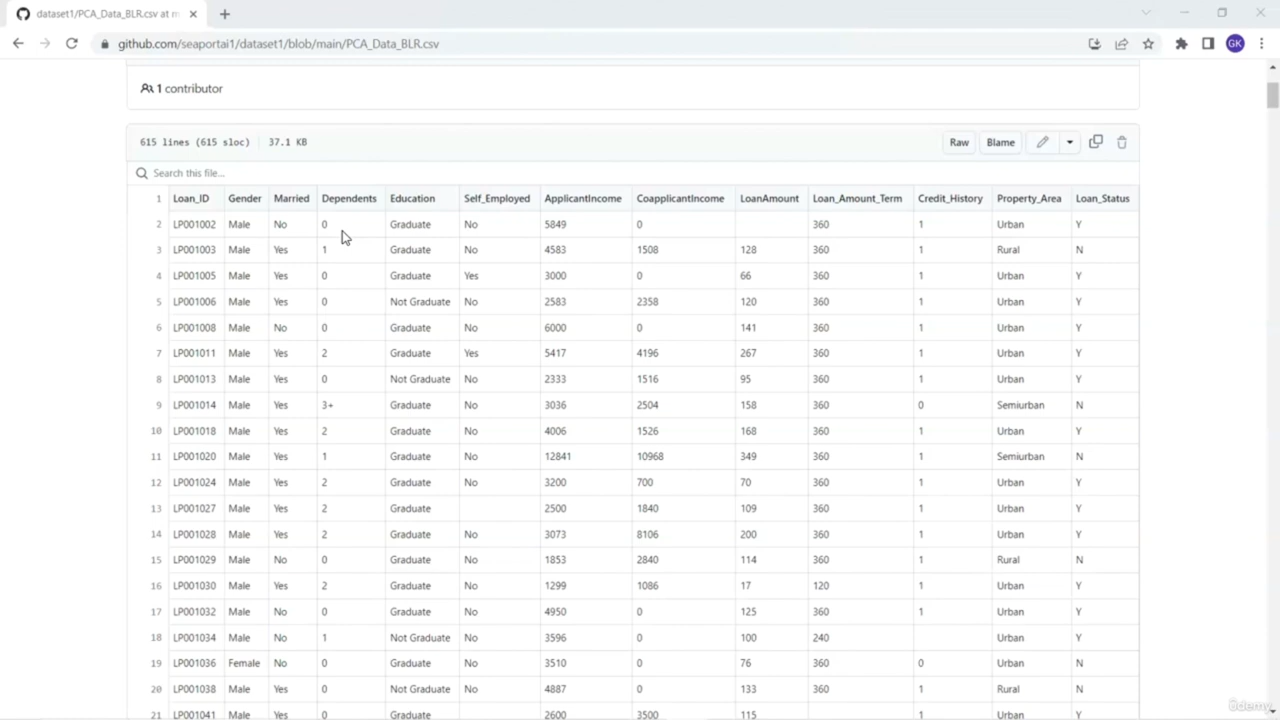 dataset1/PCA_Data_BLR.csv at m
github.com/seaportai1/dataset1/blob/main/PCA_Data_BLR.csv
GK
1 contributor
615 lines (615 sloc) 37.1 KB
Raw Blame
Search this file...
1 Loan_ID Gender Married Dependents Education Self_Employed ApplicantIncome CoapplicantIncome LoanAmount Loan_Amount_Term Credit_History Property_Area Loan_Status
2 LP001002 Male No 0 Graduate No 5849 0 360 1 Urban Y
3 LP001003 Male Yes 1 Graduate No 4583 1508 128 360 1 Rural N
4 LP001005 Male Yes 0 Graduate Yes 3000 0 66 360 1 Urban Y
5 LP001006 Male Yes 0 Not Graduate No 2583 2358 120 360 1 Urban Y
6 LP001008 Male No 0 Graduate No 6000 0 141 360 1 Urban Y
7 LP001011 Male Yes 2 Graduate Yes 5417 4196 267 360 1 Urban Y
8 LP001013 Male Yes 0 Not Graduate No 2333 1516 95 360 1 Urban Y
9 LP001014 Male Yes 3+ Graduate No 3036 2504 158 360 0 Semiurban N
10 LP001018 Male Yes 2 Graduate No 4006 1526 168 360 1 Urban Y
11 LP001020 Male Yes 1 Graduate No 12841 10968 349 360 1 Semiurban N
12 LP001024 Male Yes 2 Graduate No 3200 700 70 360 1 Urban Y
13 LP001027 Male Yes 2 Graduate 2500 1840 109 360 1 Urban Y
14 LP001028 Male Yes 2 Graduate No 3073 8106 200 360 1 Urban Y
15 LP001029 Male No 0 Graduate No 1853 2840 114 360 1 Rural N
16 LP001030 Male Yes 2 Graduate No 1299 1086 17 120 1 Urban Y
17 LP001032 Male No 0 Graduate No 4950 0 125 360 1 Urban Y
18 LP001034 Male No 1 Not Graduate No 3596 0 100 240 Urban Y
19 LP001036 Female No 0 Graduate No 3510 0 76 360 0 Urban N
20 LP001038 Male Yes 0 Not Graduate No 4887 0 133 360 1 Rural N
21 LP001041 Male Yes 0 Graduate 2600 3500 115 1 Urban Y
ûdemy